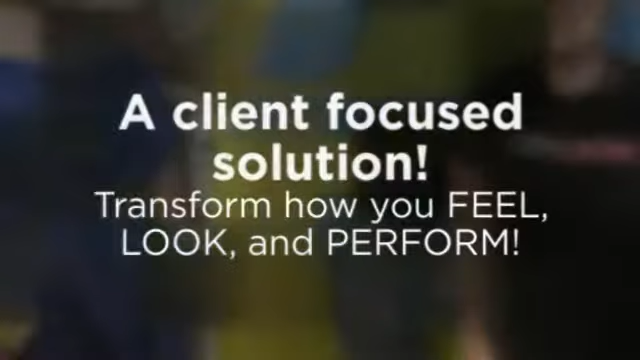 A client focused
solution!
Transform how you FEEL,
LOOK, and PERFORM!